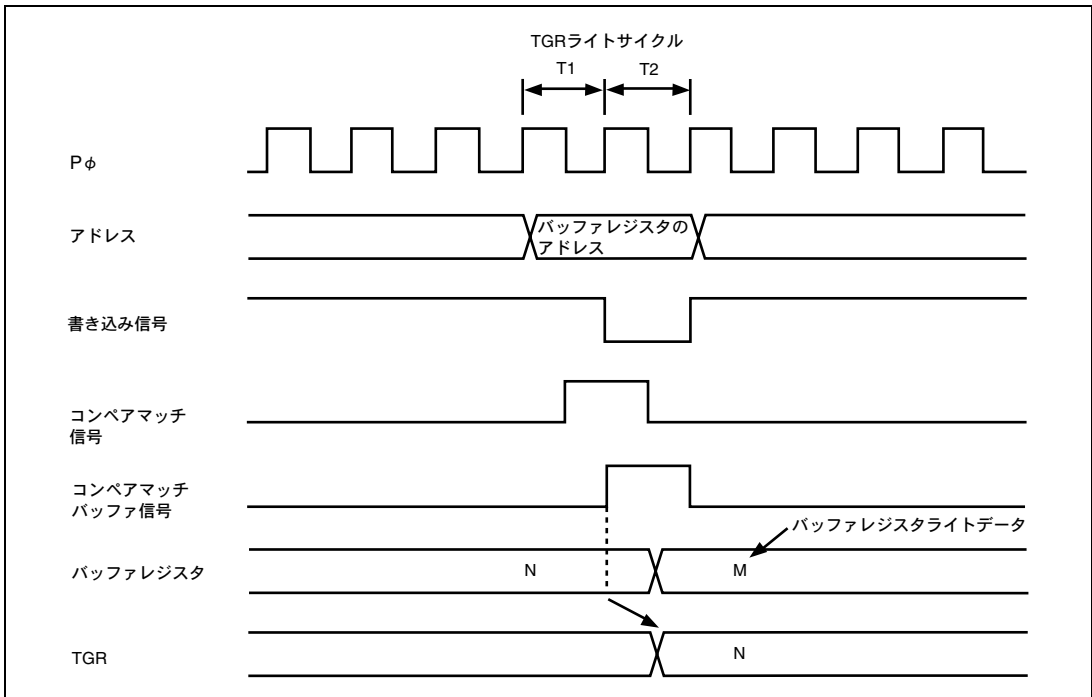 TGRライトサイクル
T1
T2
Pφ
アドレス
バッファレジスタの
アドレス
書き込み信号
コンペアマッチ
信号
コンペアマッチ
バッファ信号
バッファレジスタライトデータ
バッファレジスタ
N
M
TGR
N